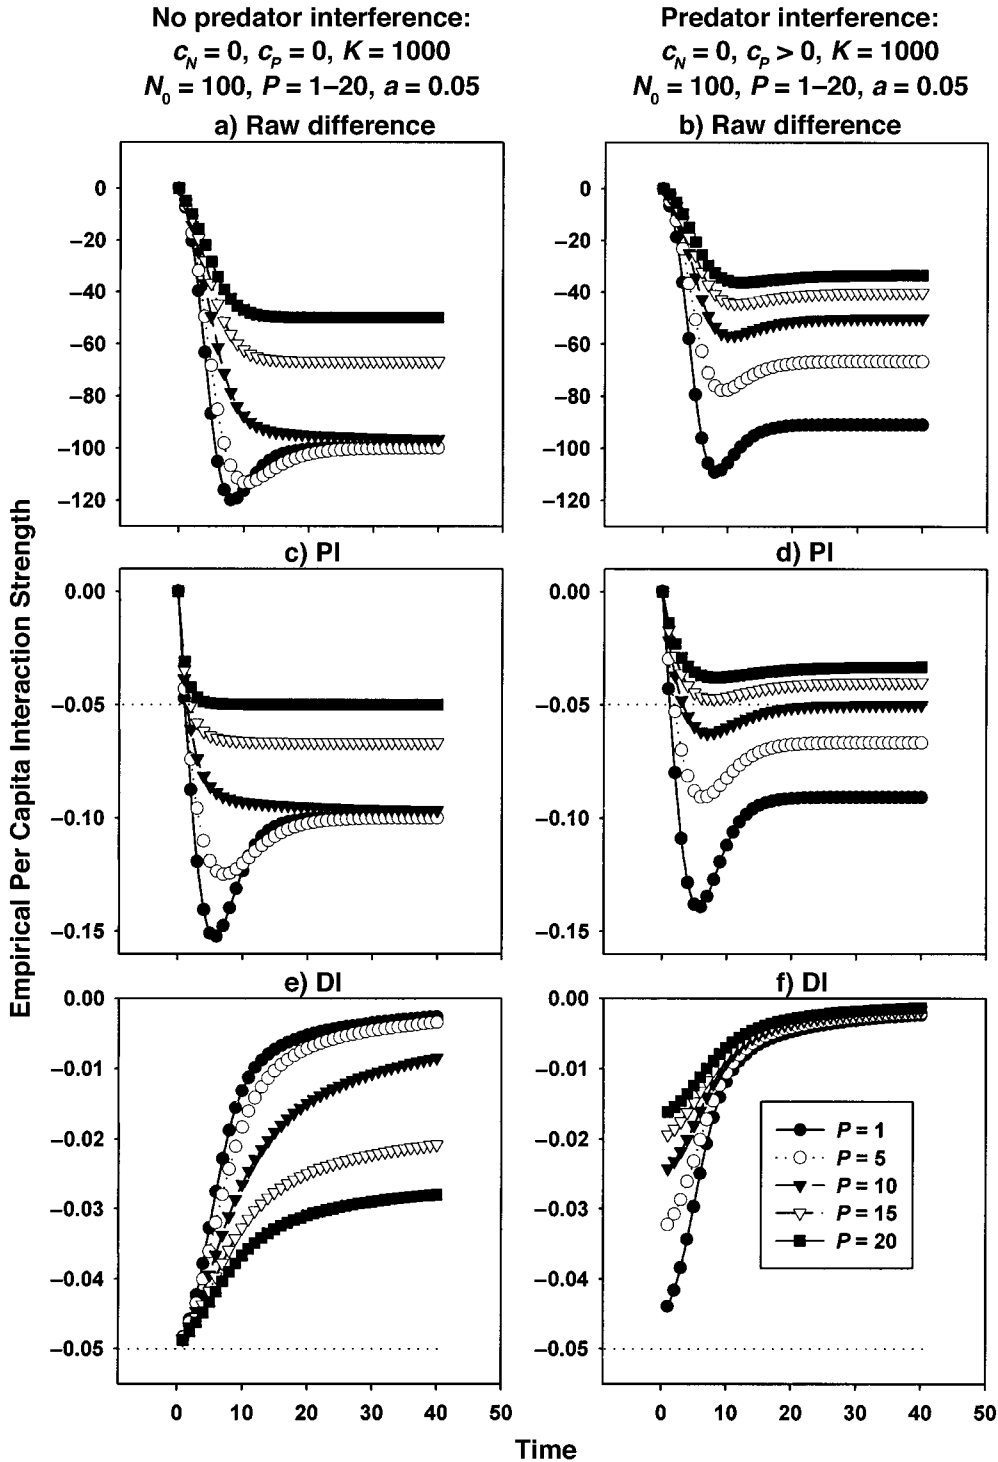 No predator interference:
c_N = 0, c_P = 0, K = 1000
N_0 = 100, P = 1–20, a = 0.05
Predator interference:
c_N = 0, c_P > 0, K = 1000
N_0 = 100, P = 1–20, a = 0.05
Empirical Per Capita Interaction Strength
a) Raw difference
0
−20
−40
−60
−80
−100
−120
b) Raw difference
0
−20
−40
−60
−80
−100
−120
c) PI
0.00
−0.05
−0.10
−0.15
d) PI
0.00
−0.05
−0.10
−0.15
e) DI
0.00
−0.01
−0.02
−0.03
−0.04
−0.05
0 10 20 30 40 50
f) DI
0.00
−0.01
−0.02
−0.03
−0.04
−0.05
P = 1
P = 5
P = 10
P = 15
P = 20
0 10 20 30 40 50
Time